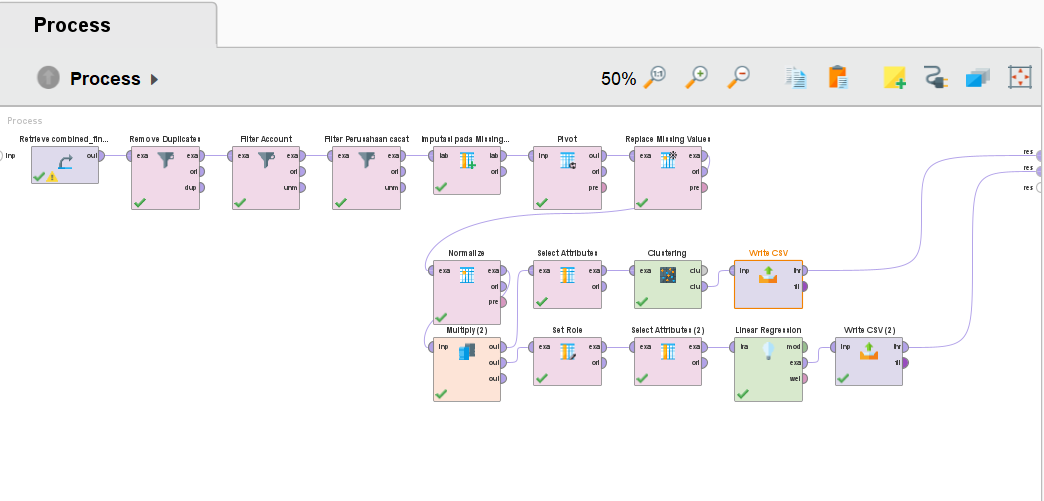 Process
Process
50%
Process
Retrieve combined_fin...
Remove Duplicates
Filter Account
Filter Perusahaan cacat
Imputasi pada Missing...
Pivot
Replace Missing Values
inp
out
exa
exa
exa
exa
exa
exa
lab
lab
inp
out
exa
exa
res
ori
ori
ori
ori
ori
ori
res
dup
unm
unm
pre
pre
res
Normalize
Select Attributes
Clustering
Write CSV
exa
exa
exa
exa
exa
clu
inp
thr
ori
ori
clu
fil
pre
Multiply (2)
Set Role
Select Attributes (2)
Linear Regression
Write CSV (2)
inp
out
exa
exa
exa
exa
tra
mod
inp
thr
out
ori
ori
exa
fil
out
wei